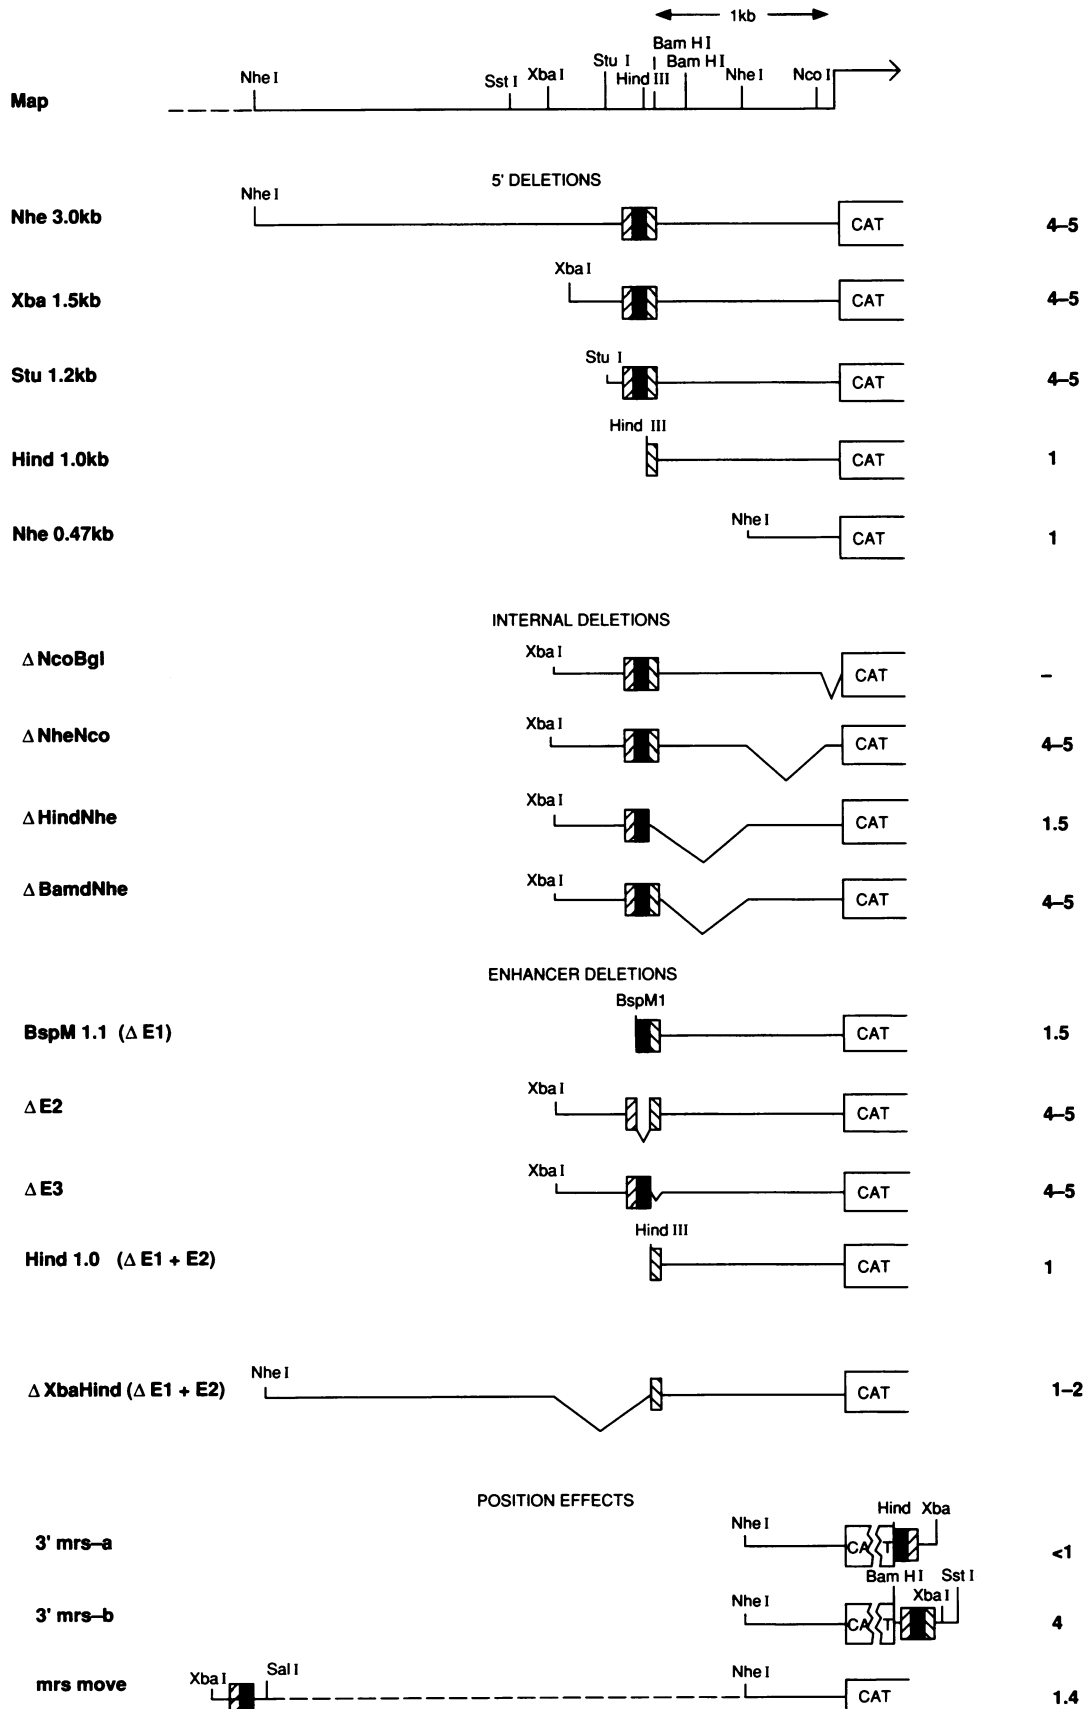 1kb
Bam H I
Stu I Bam H I
Nhe I Sst I Xba I Hind III Nhe I Nco I
Map
5' DELETIONS
Nhe I
Nhe 3.0kb CAT 4–5
Xba I
Xba 1.5kb CAT 4–5
Stu I
Stu 1.2kb CAT 4–5
Hind III
Hind 1.0kb CAT 1
Nhe I
Nhe 0.47kb CAT 1
INTERNAL DELETIONS
Xba I
Δ NcoBgl CAT –
Xba I
Δ NheNco CAT 4–5
Xba I
Δ HindNhe CAT 1.5
Xba I
Δ BamdNhe CAT 4–5
ENHANCER DELETIONS
BspM1
BspM 1.1 (Δ E1) CAT 1.5
Xba I
Δ E2 CAT 4–5
Xba I
Δ E3 CAT 4–5
Hind III
Hind 1.0 (Δ E1 + E2) CAT 1
Nhe I
Δ XbaHind (Δ E1 + E2) CAT 1–2
POSITION EFFECTS
Nhe I Hind Xba
3' mrs–a CA T <1
Bam H I Sst I
Nhe I Xba I
3' mrs–b CA T 4
Xba I Sal I Nhe I
mrs move CAT 1.4